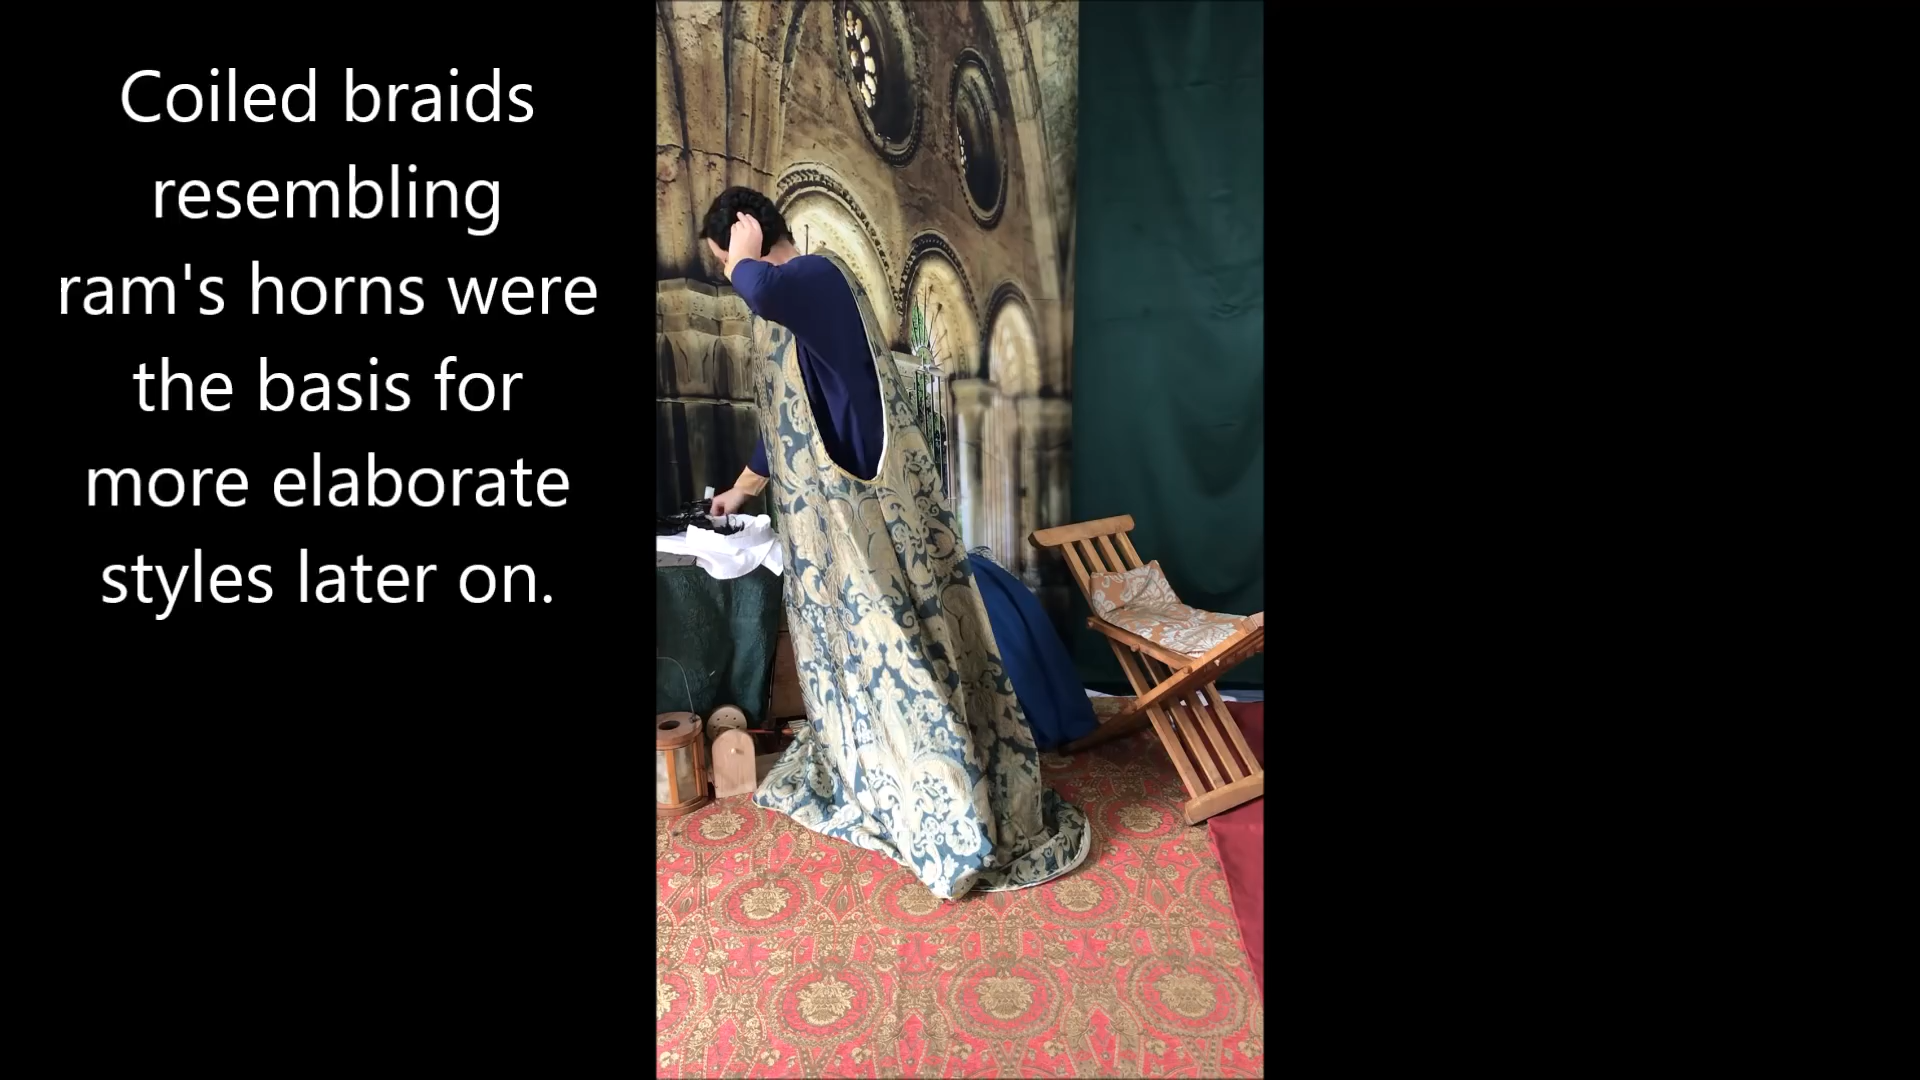 Coiled braids
resembling
ram's horns were
the basis for
more elaborate
styles later on.